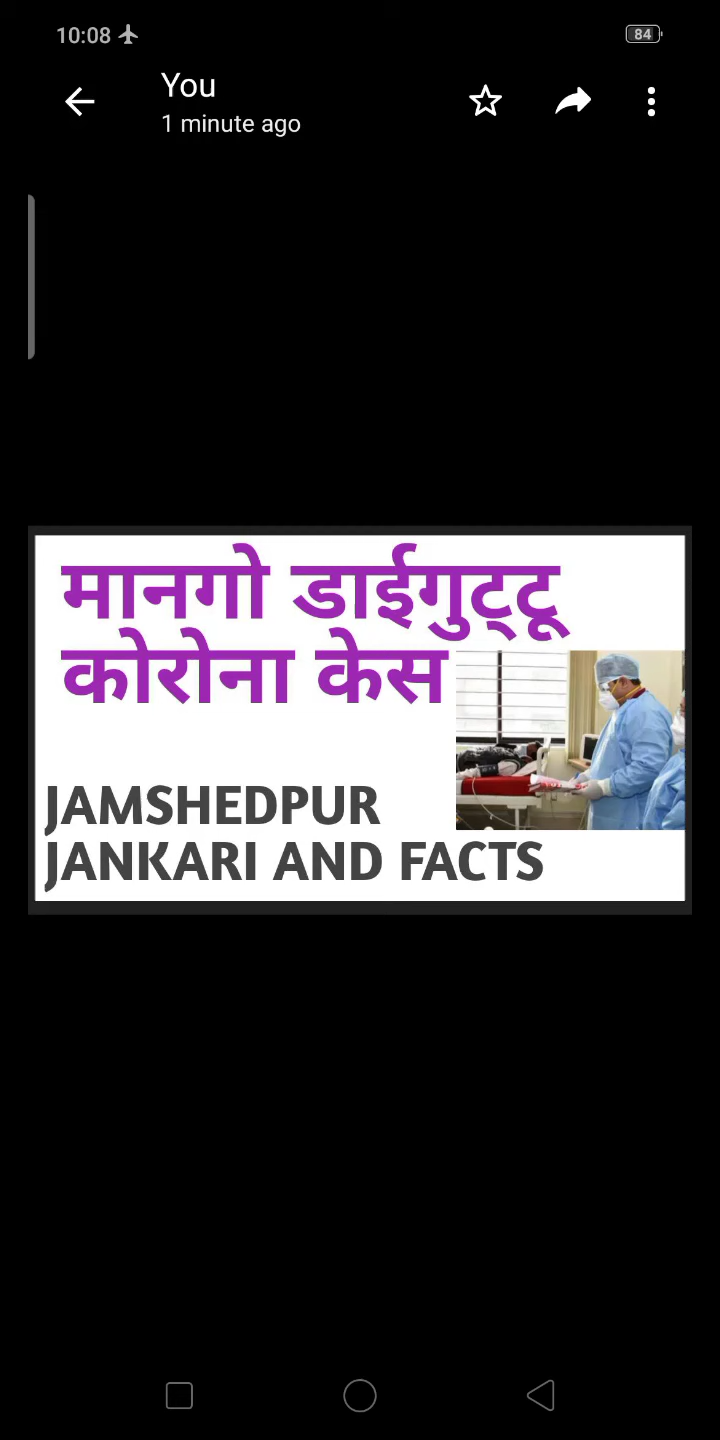 10:08
84
You
1 minute ago
मानगो डाईगुट्टू
कोरोना केस
JAMSHEDPUR
JANKARI AND FACTS